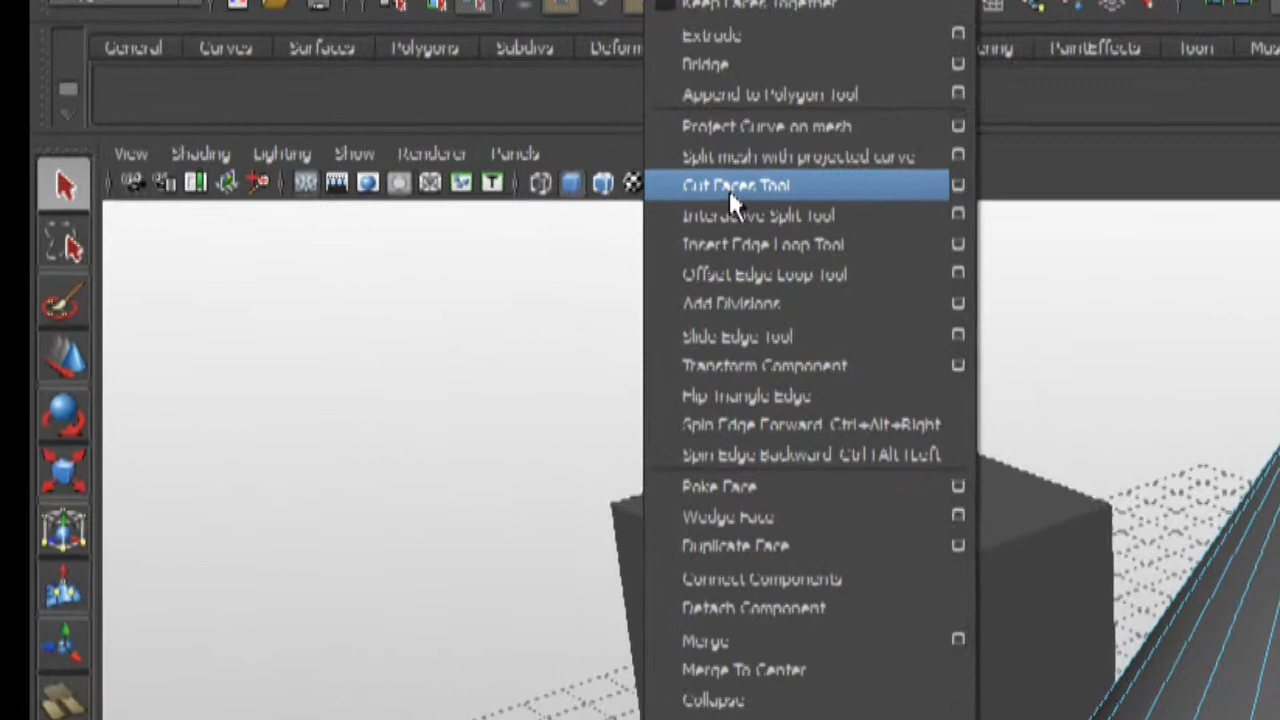 Keep Faces Together
General Curves Surfaces Polygons Subdivs Deform
ering PaintEffects Toon Mus
Extrude
Bridge
Append to Polygon Tool
Project Curve on mesh
Split mesh with projected curve
View Shading Lighting Show Renderer Panels
Cut Faces Tool
Interactive Split Tool
Insert Edge Loop Tool
Offset Edge Loop Tool
Add Divisions
Slide Edge Tool
Transform Component
Flip Triangle Edge
Spin Edge Forward Ctrl+Alt+Right
Spin Edge Backward Ctrl+Alt+Left
Poke Face
Wedge Face
Duplicate Face
Connect Components
Detach Component
Merge
Merge To Center
Collapse